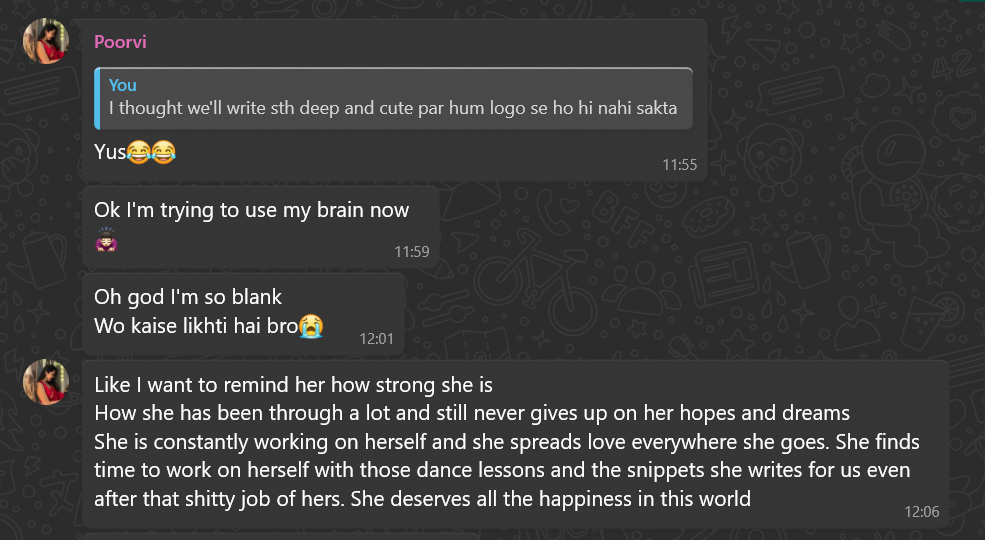 Poorvi
You
I thought we'll write sth deep and cute par hum logo se ho hi nahi sakta
Yus😂😂
11:55
Ok I'm trying to use my brain now
11:59
Oh god I'm so blank
Wo kaise likhti hai bro😭
12:01
Like I want to remind her how strong she is
How she has been through a lot and still never gives up on her hopes and dreams
She is constantly working on herself and she spreads love everywhere she goes. She finds
time to work on herself with those dance lessons and the snippets she writes for us even
after that shitty job of hers. She deserves all the happiness in this world
12:06